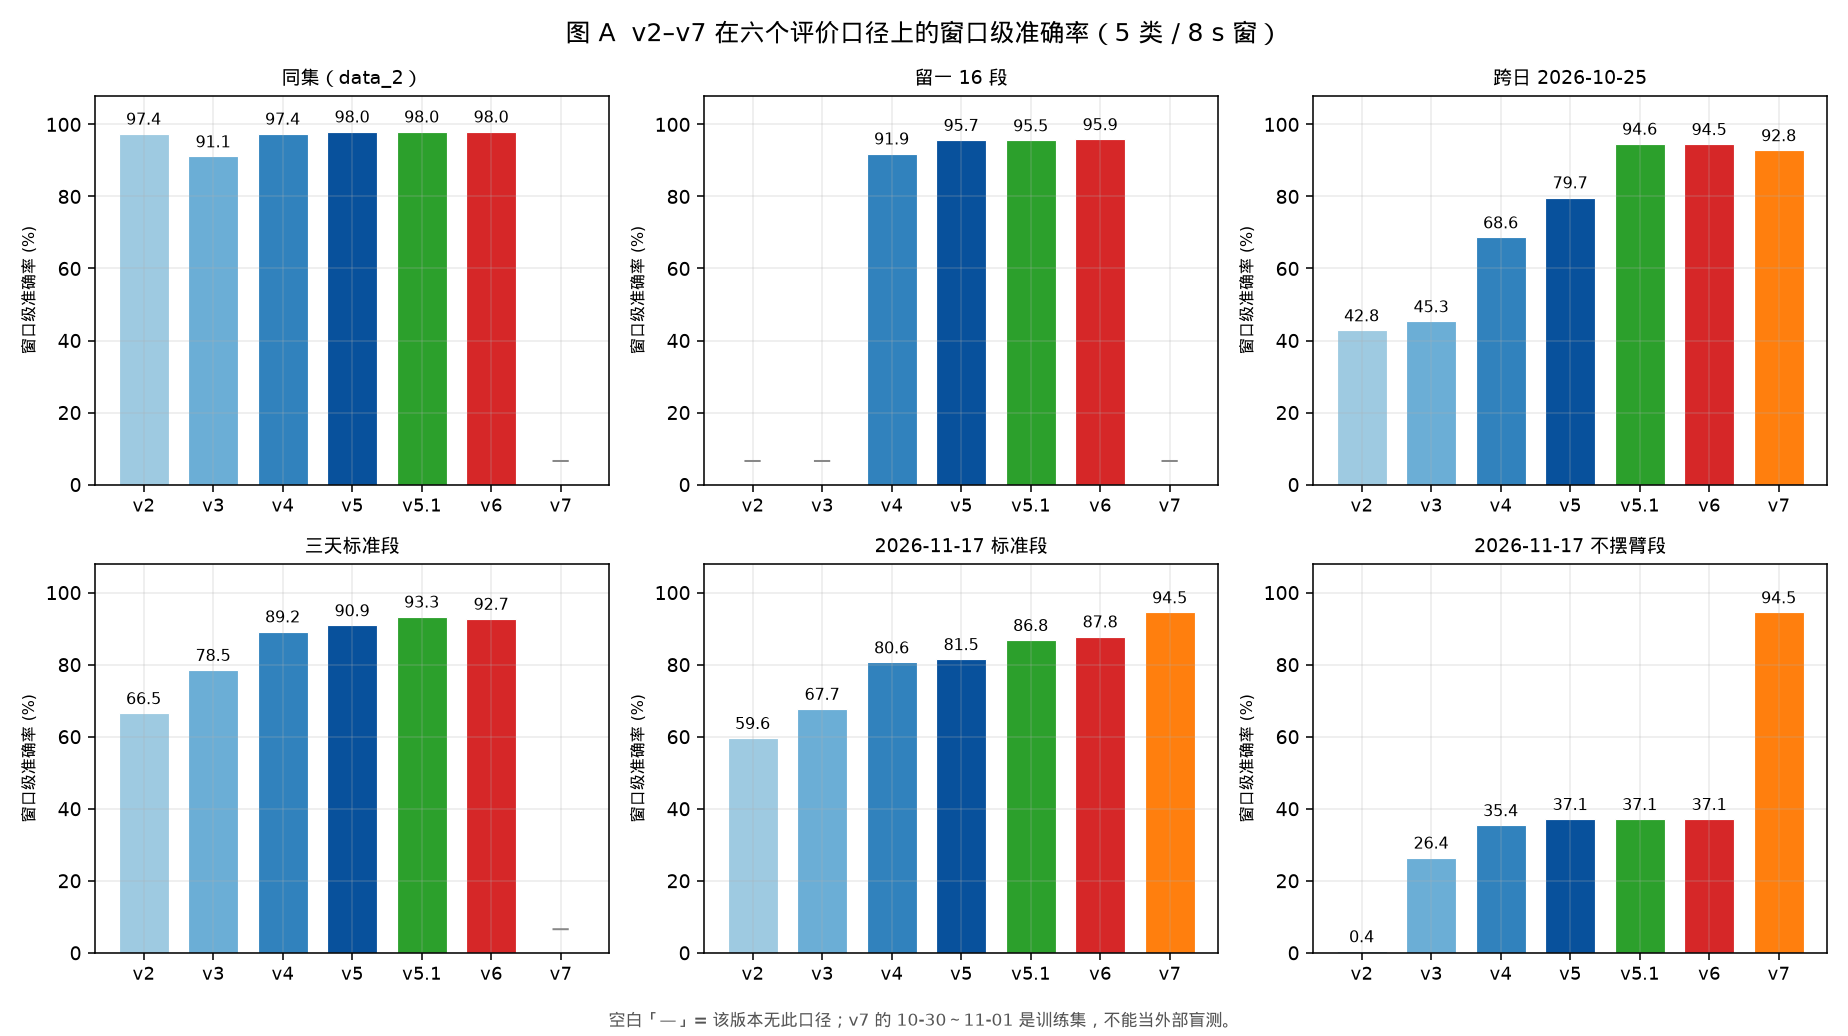 图 A  v2–v7 在六个评价口径上的窗口级准确率（5 类 / 8 s 窗）
同集（data_2）
窗口级准确率 (%)
100
80
60
40
20
0
97.4
91.1
97.4
98.0
98.0
98.0
—
v2
v3
v4
v5
v5.1
v6
v7
留一 16 段
窗口级准确率 (%)
100
80
60
40
20
0
—
—
91.9
95.7
95.5
95.9
—
v2
v3
v4
v5
v5.1
v6
v7
跨日 2026-10-25
窗口级准确率 (%)
100
80
60
40
20
0
42.8
45.3
68.6
79.7
94.6
94.5
92.8
v2
v3
v4
v5
v5.1
v6
v7
三天标准段
窗口级准确率 (%)
100
80
60
40
20
0
66.5
78.5
89.2
90.9
93.3
92.7
—
v2
v3
v4
v5
v5.1
v6
v7
2026-11-17 标准段
窗口级准确率 (%)
100
80
60
40
20
0
59.6
67.7
80.6
81.5
86.8
87.8
94.5
v2
v3
v4
v5
v5.1
v6
v7
2026-11-17 不摆臂段
窗口级准确率 (%)
100
80
60
40
20
0
0.4
26.4
35.4
37.1
37.1
37.1
94.5
v2
v3
v4
v5
v5.1
v6
v7
空白「—」= 该版本无此口径；v7 的 10-30～11-01 是训练集，不能当外部盲测。